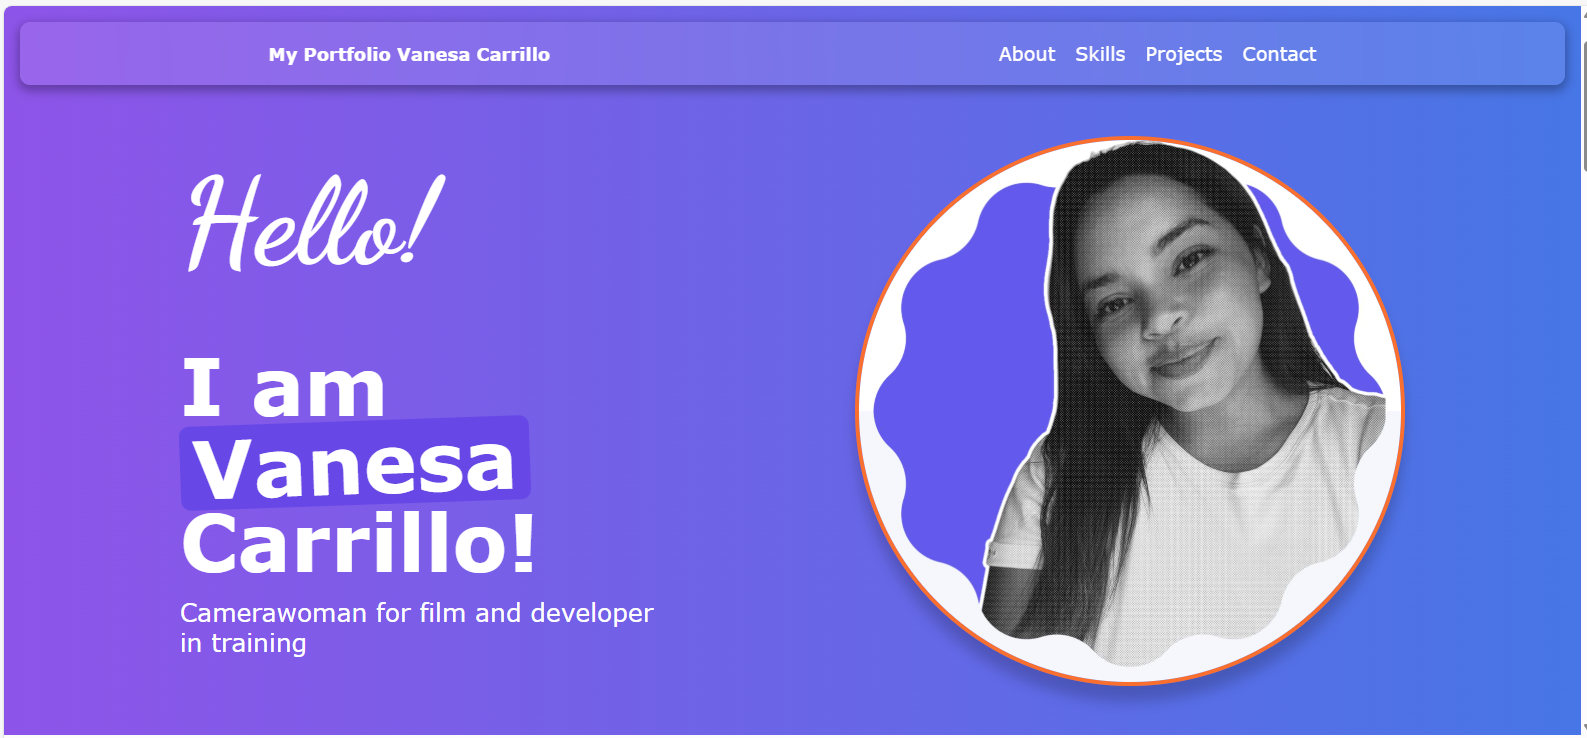 My Portfolio Vanesa Carrillo
About Skills Projects Contact
Hello!
I am
Vanesa
Carrillo!
Camerawoman for film and developer
in training